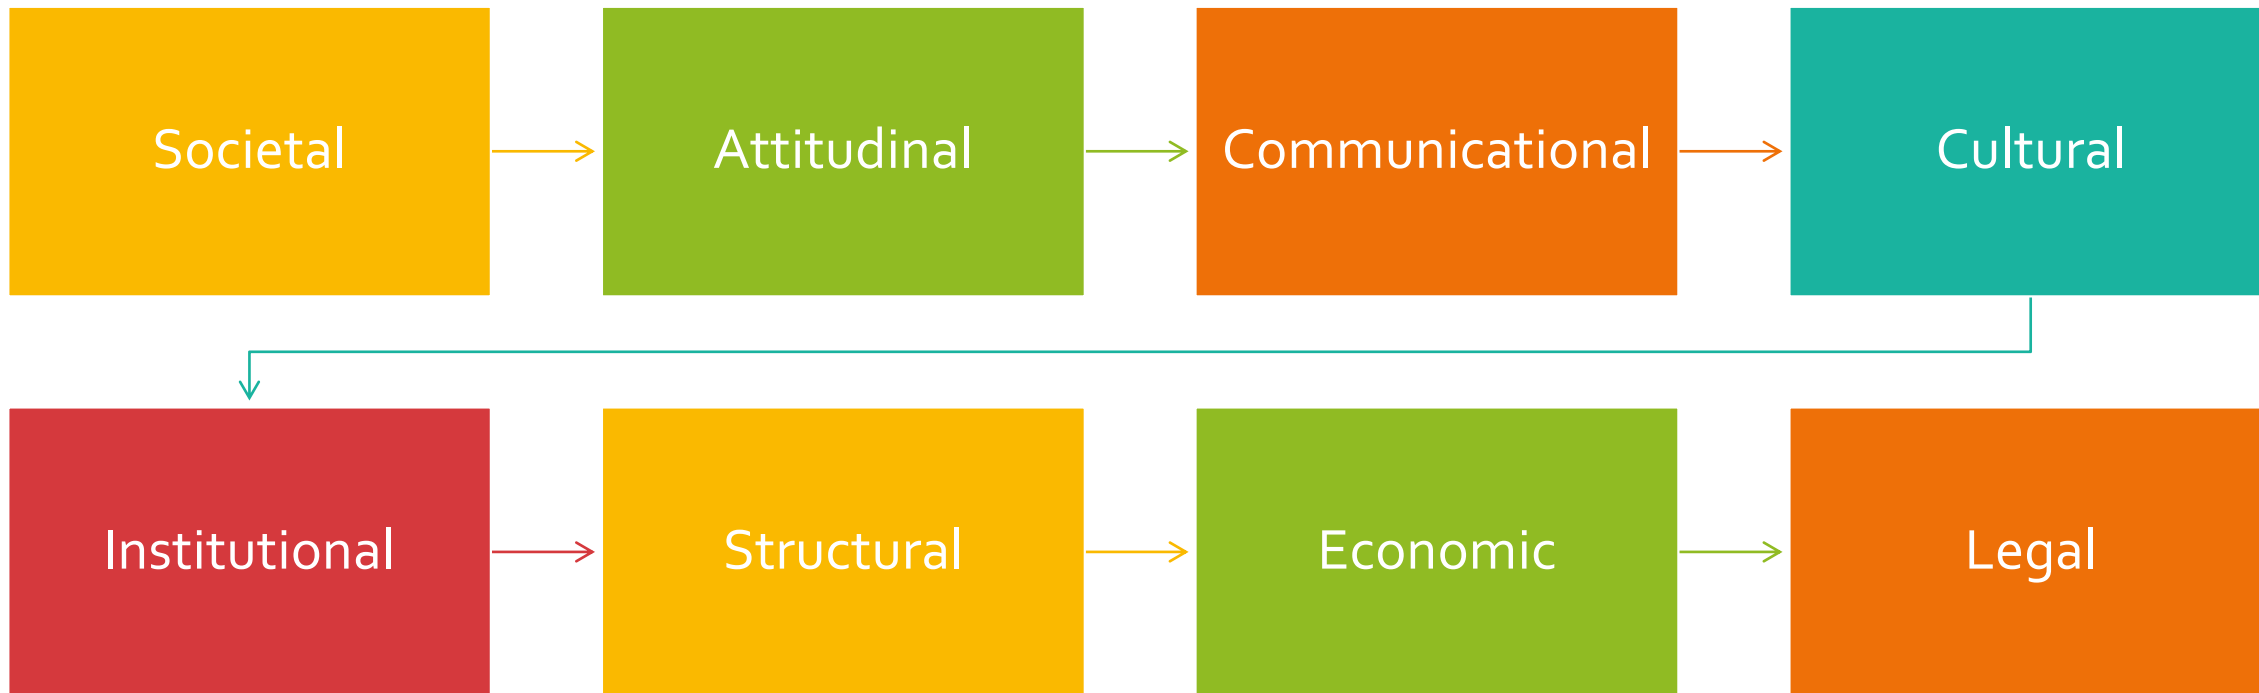 Societal
Attitudinal
Communicational
Cultural
Institutional
Structural
Economic
Legal